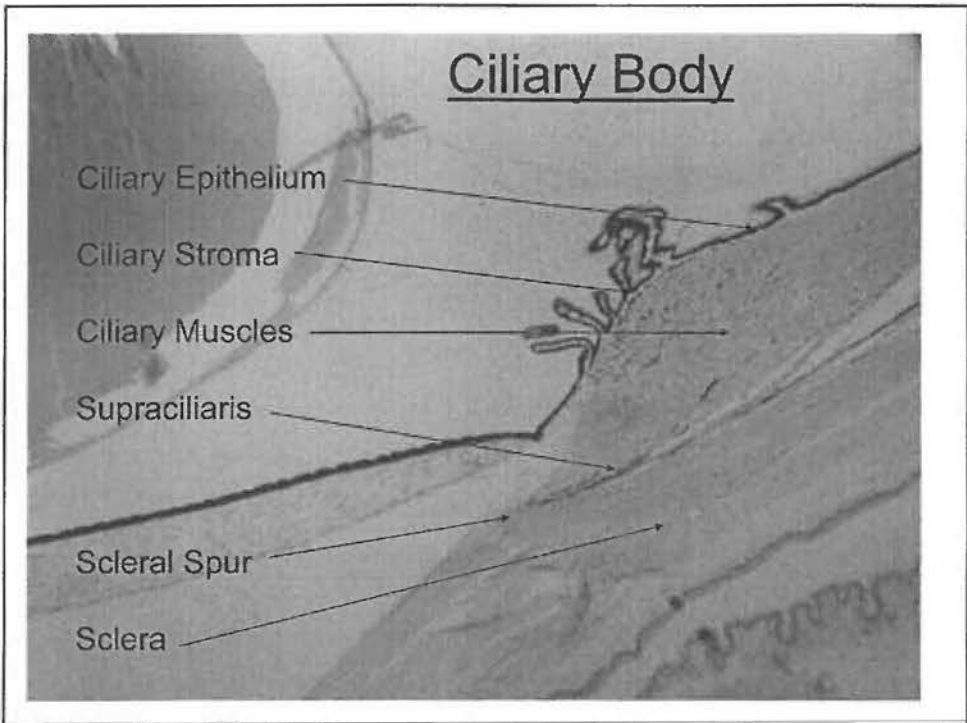 Ciliary Body
Ciliary Epithelium
Ciliary Stroma
Ciliary Muscles
Supraciliaris
Scleral Spur
Sclera